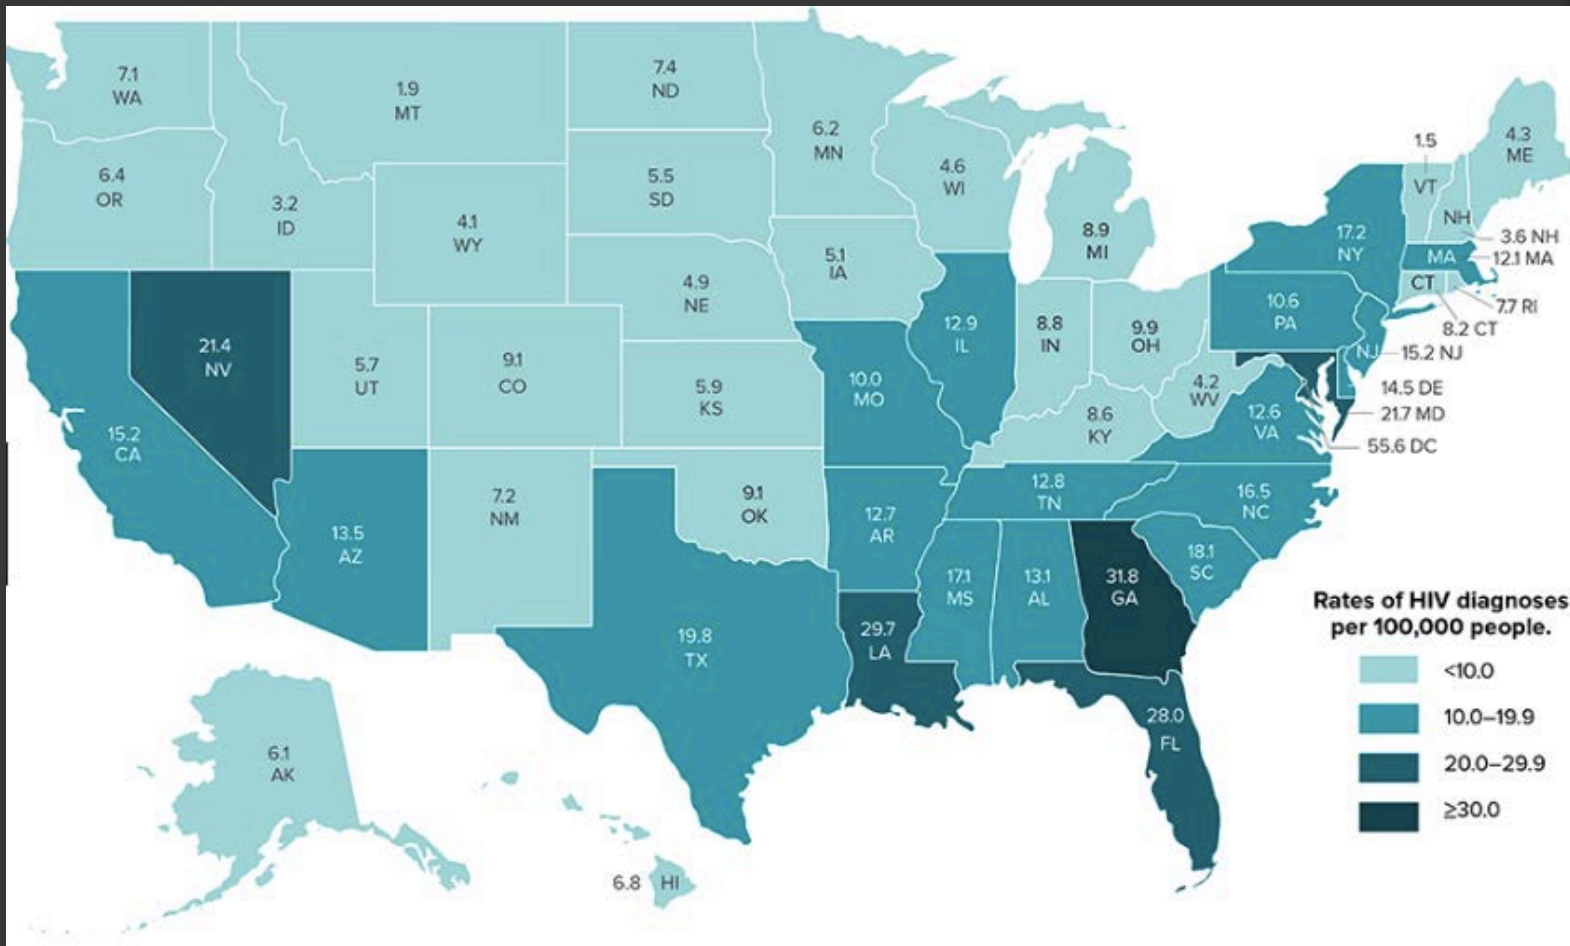 7.1
WA
1.9
MT
7.4
ND
6.2
MN
4.6
WI
8.9
MI
1.5
VT
4.3
ME
NH
3.6 NH
6.4
OR
3.2
ID
4.1
WY
5.5
SD
5.1
IA
17.2
NY
MA
12.1 MA
CT
7.7 RI
8.2 CT
21.4
NV
5.7
UT
9.1
CO
4.9
NE
12.9
IL
8.8
IN
9.9
OH
10.6
PA
NJ
15.2 NJ
14.5 DE
21.7 MD
55.6 DC
15.2
CA
5.9
KS
10.0
MO
8.6
KY
4.2
WV
12.6
VA
13.5
AZ
7.2
NM
9.1
OK
12.7
AR
12.8
TN
16.5
NC
18.1
SC
19.8
TX
29.7
LA
17.1
MS
13.1
AL
31.8
GA
28.0
FL
6.1
AK
6.8 HI
Rates of HIV diagnoses
per 100,000 people.
<10.0
10.0–19.9
20.0–29.9
≥30.0